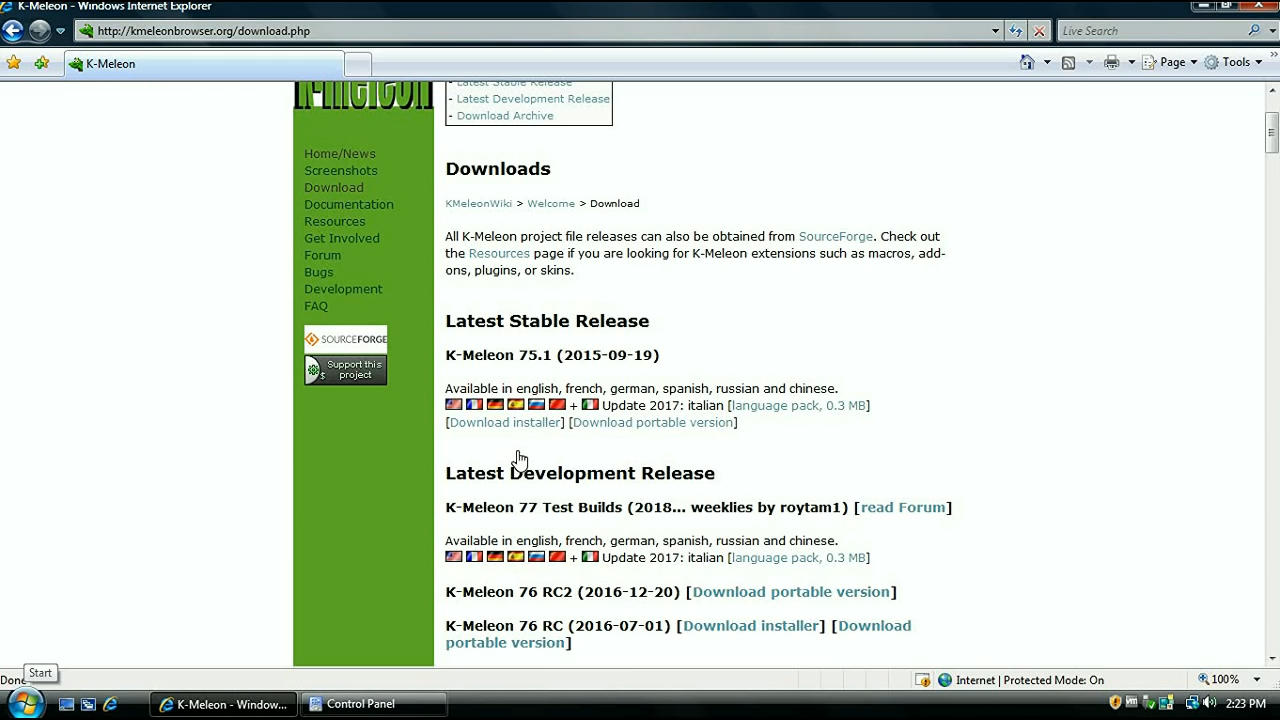 K-Meleon - Windows Internet Explorer
http://kmeleonbrowser.org/download.php
Live Search
K-Meleon
Page
Tools
k-meleon
- Latest Stable Release
- Latest Development Release
- Download Archive
Home/News
Screenshots
Download
Documentation
Resources
Get Involved
Forum
Bugs
Development
FAQ
SOURCEFORGE
Support this
$ project
Downloads
KMeleonWiki > Welcome > Download
All K-Meleon project file releases can also be obtained from SourceForge. Check out
the Resources page if you are looking for K-Meleon extensions such as macros, add-
ons, plugins, or skins.
Latest Stable Release
K-Meleon 75.1 (2015-09-19)
Available in english, french, german, spanish, russian and chinese.
+ Update 2017: italian [language pack, 0.3 MB]
[Download installer] [Download portable version]
Latest Development Release
K-Meleon 77 Test Builds (2018... weeklies by roytam1) [read Forum]
Available in english, french, german, spanish, russian and chinese.
+ Update 2017: italian [language pack, 0.3 MB]
K-Meleon 76 RC2 (2016-12-20) [Download portable version]
K-Meleon 76 RC (2016-07-01) [Download installer] [Download
portable version]
Start
Done
Internet | Protected Mode: On
100%
K-Meleon - Window...
Control Panel
2:23 PM